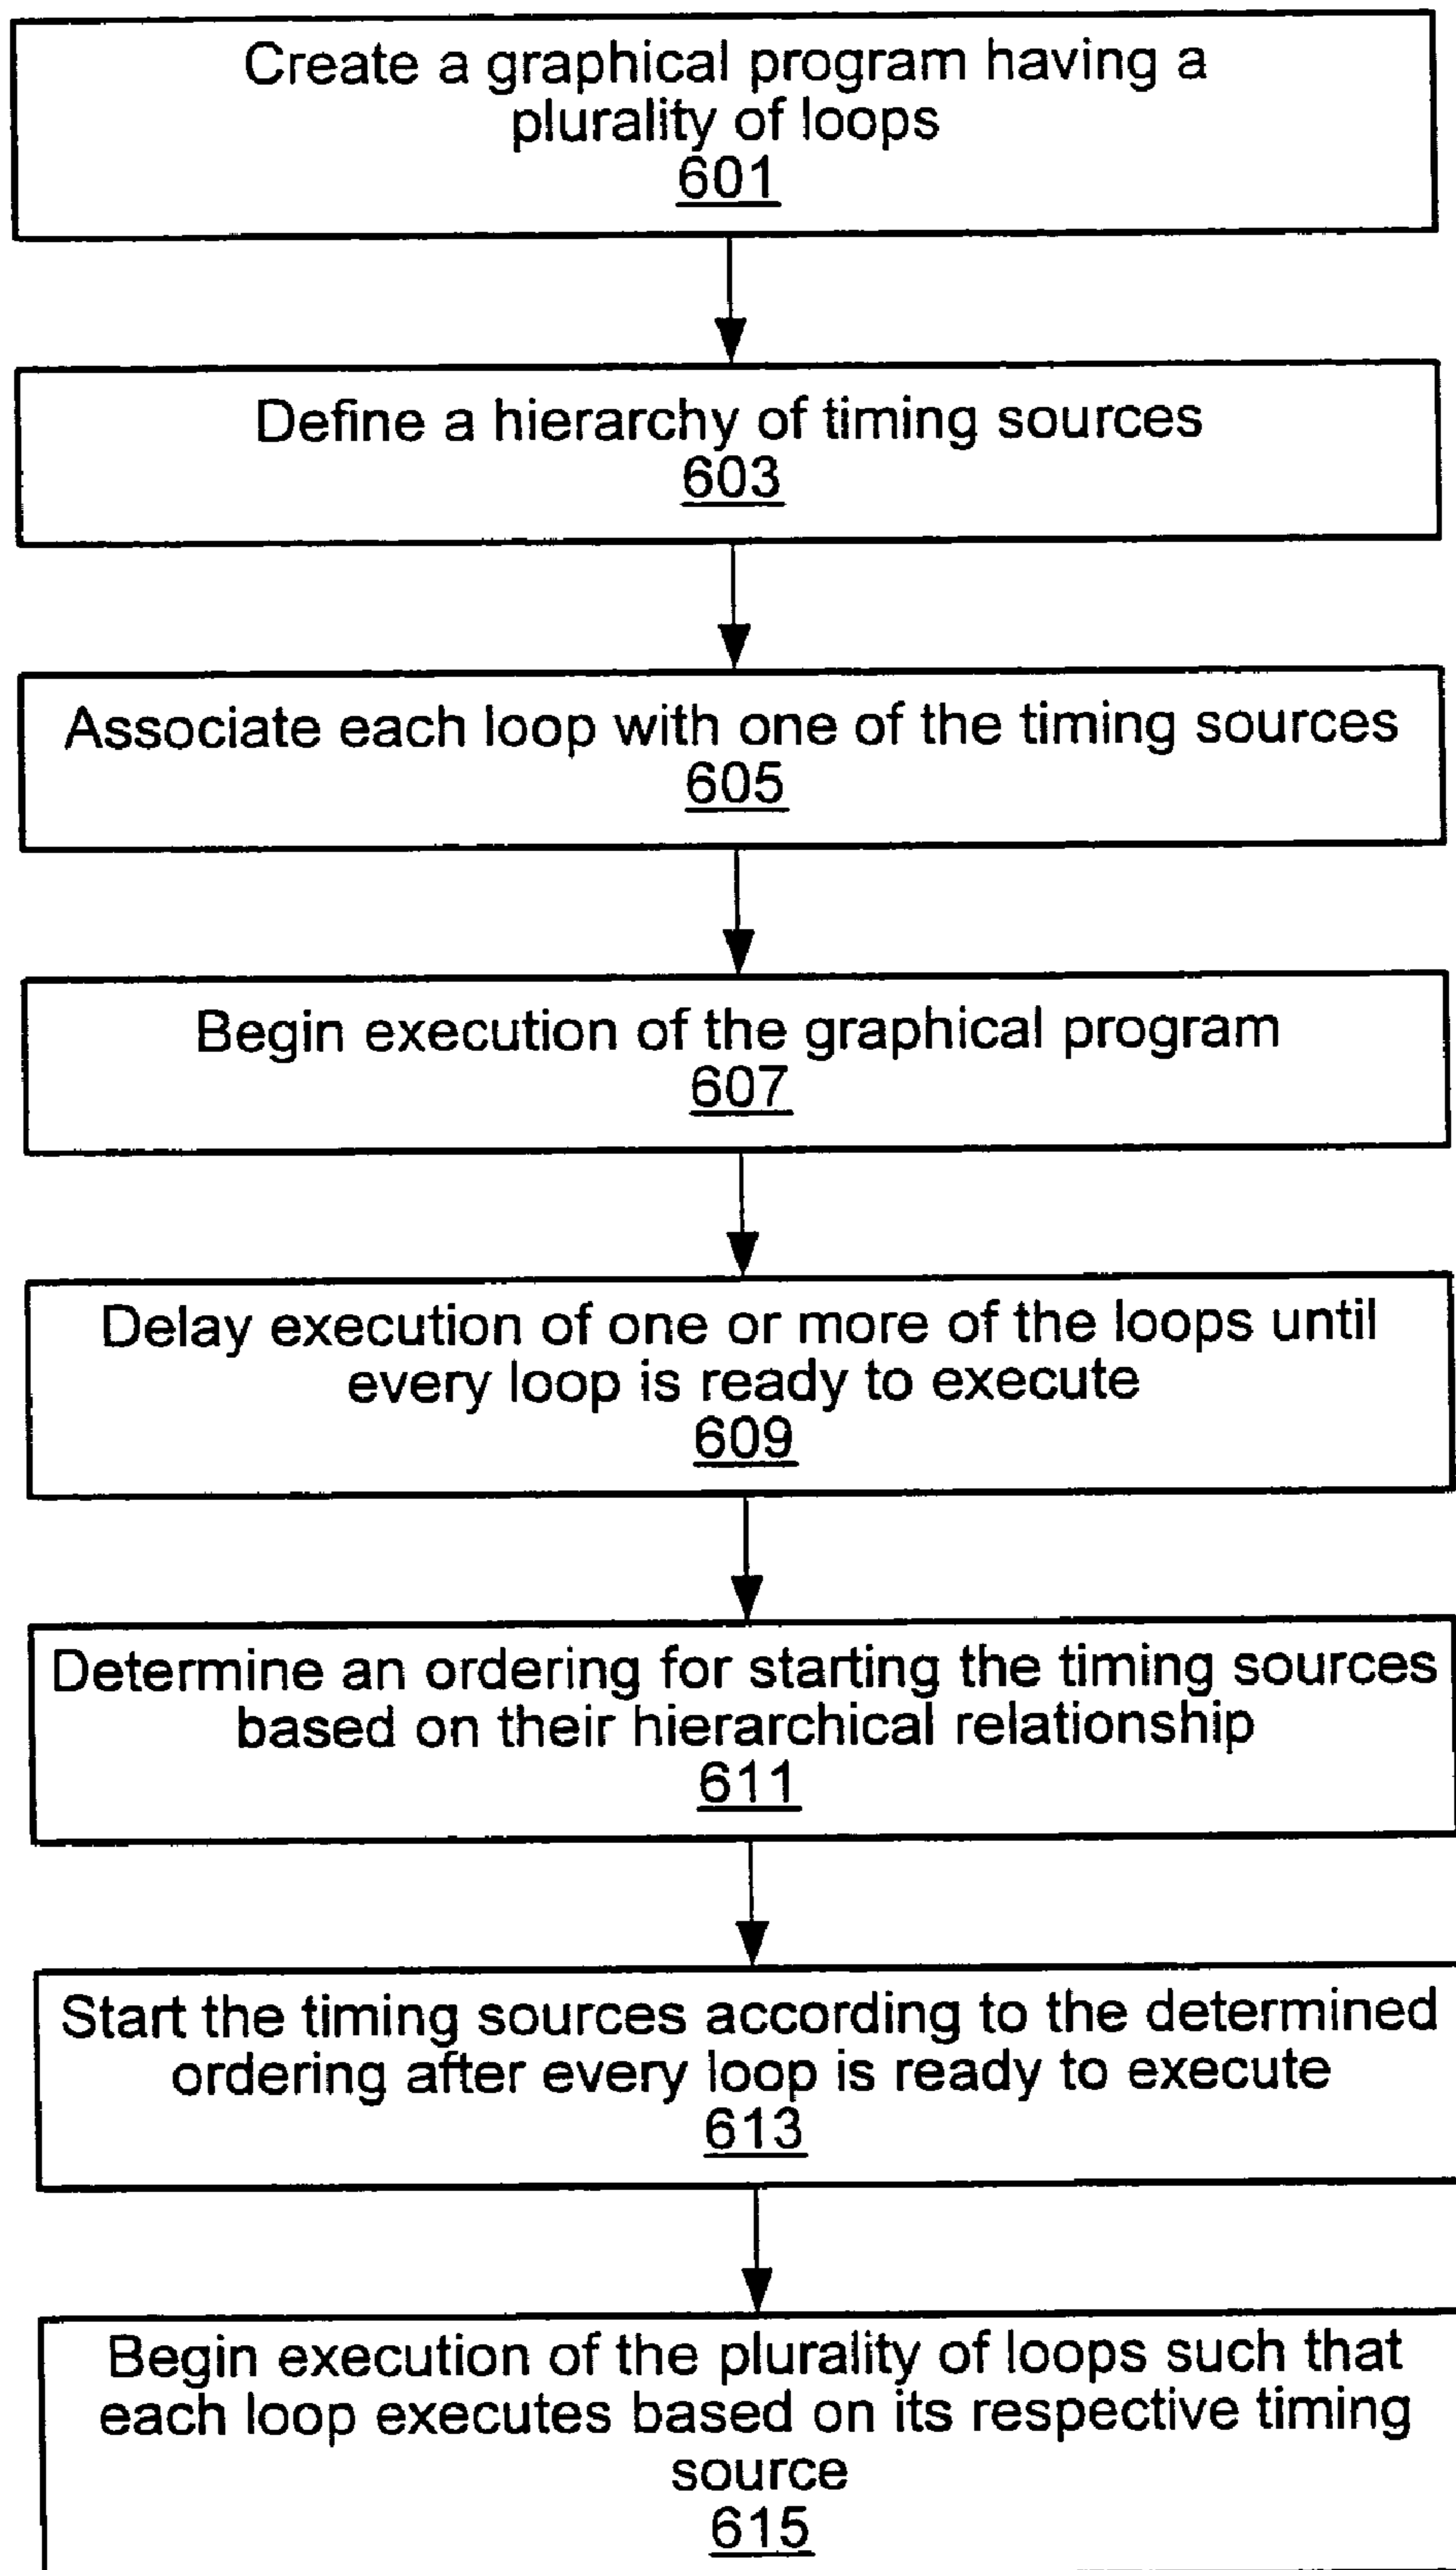 Create a graphical program having a
plurality of loops
601
Define a hierarchy of timing sources
603
Associate each loop with one of the timing sources
605
Begin execution of the graphical program
607
Delay execution of one or more of the loops until
every loop is ready to execute
609
Determine an ordering for starting the timing sources
based on their hierarchical relationship
611
Start the timing sources according to the determined
ordering after every loop is ready to execute
613
Begin execution of the plurality of loops such that
each loop executes based on its respective timing
source
615